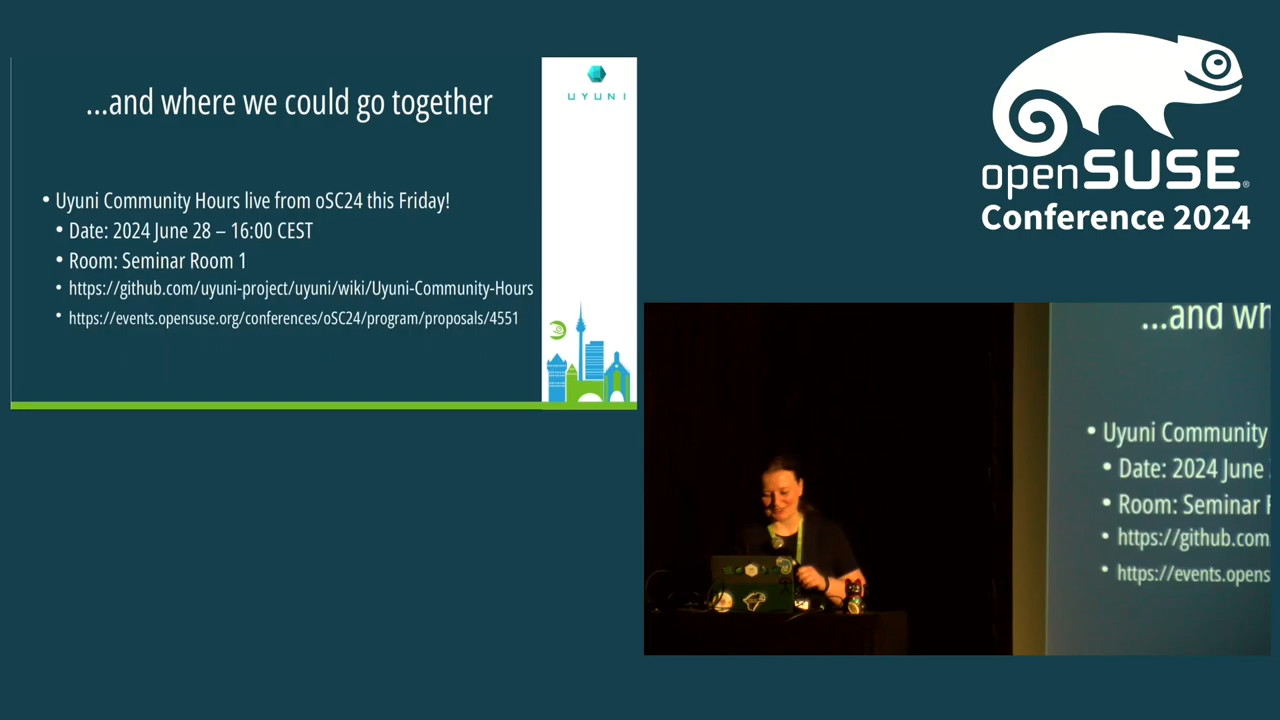 ...and where we could go together
UYUNI
• Uyuni Community Hours live from oSC24 this Friday!
• Date: 2024 June 28 – 16:00 CEST
• Room: Seminar Room 1
• https://github.com/uyuni-project/uyuni/wiki/Uyuni-Community-Hours
• https://events.opensuse.org/conferences/oSC24/program/proposals/4551
openSUSE®
Conference 2024
...and wh
• Uyuni Community
• Date: 2024 June
• Room: Seminar
• https://github.com
• https://events.opens